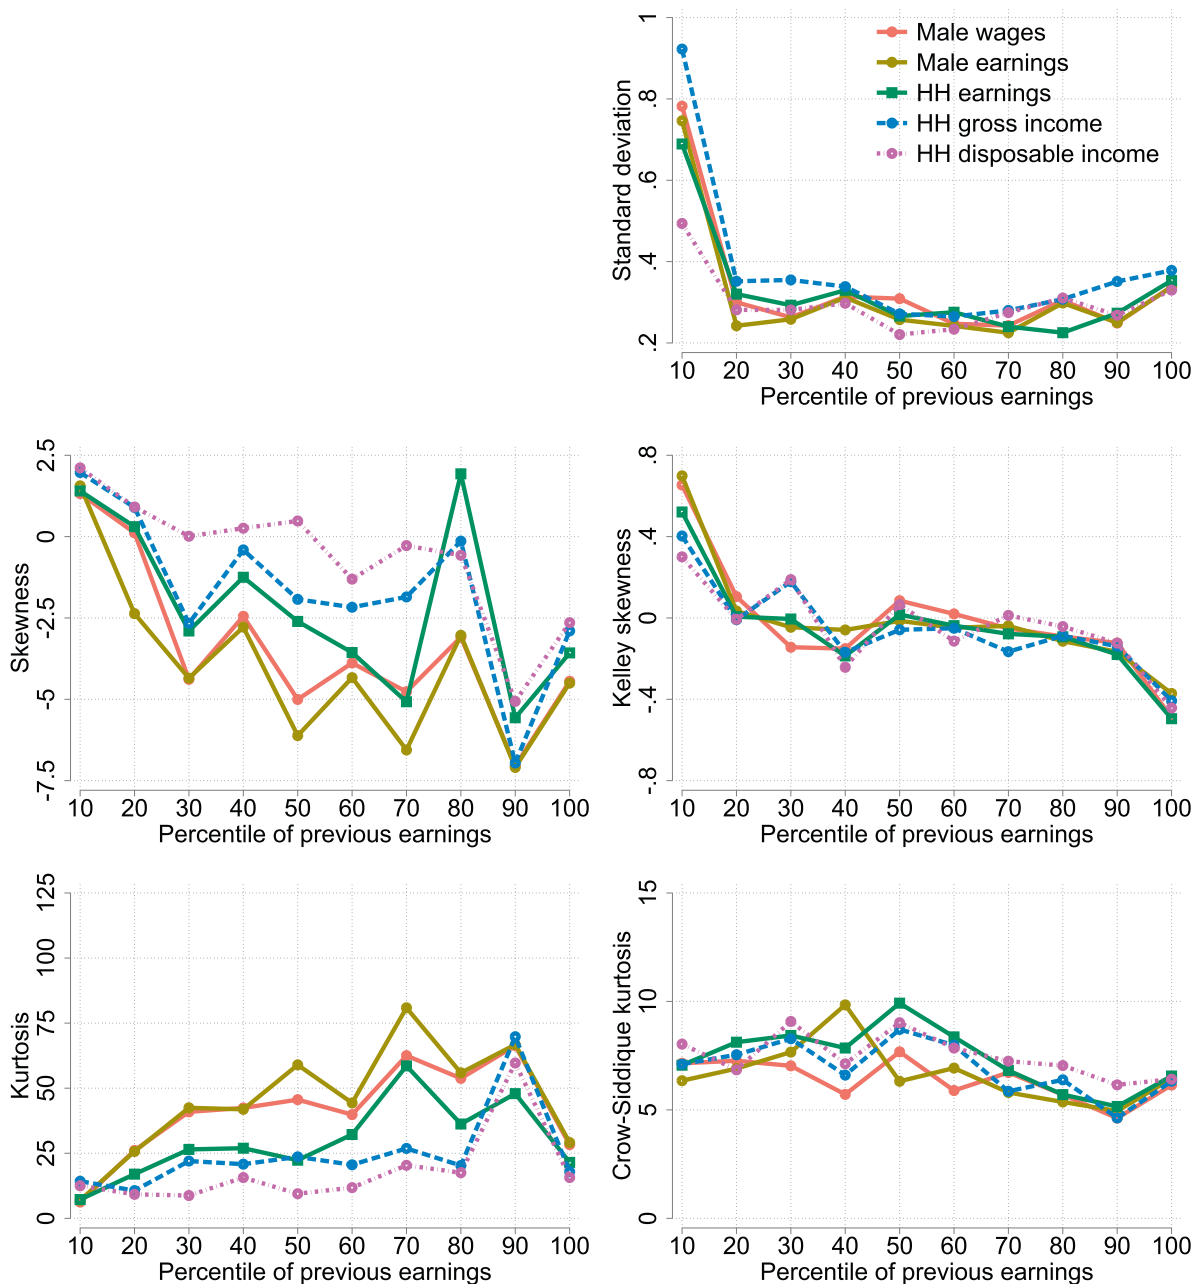 Standard deviation
1
.8
.6
.4
.2
Male wages
Male earnings
HH earnings
HH gross income
HH disposable income
10 20 30 40 50 60 70 80 90 100
Percentile of previous earnings
Skewness
2.5
0
-2.5
-5
-7.5
10 20 30 40 50 60 70 80 90 100
Percentile of previous earnings
Kelley skewness
.8
.4
0
-.4
-.8
10 20 30 40 50 60 70 80 90 100
Percentile of previous earnings
Kurtosis
125
100
75
50
25
0
10 20 30 40 50 60 70 80 90 100
Percentile of previous earnings
Crow-Siddique kurtosis
15
10
5
0
10 20 30 40 50 60 70 80 90 100
Percentile of previous earnings